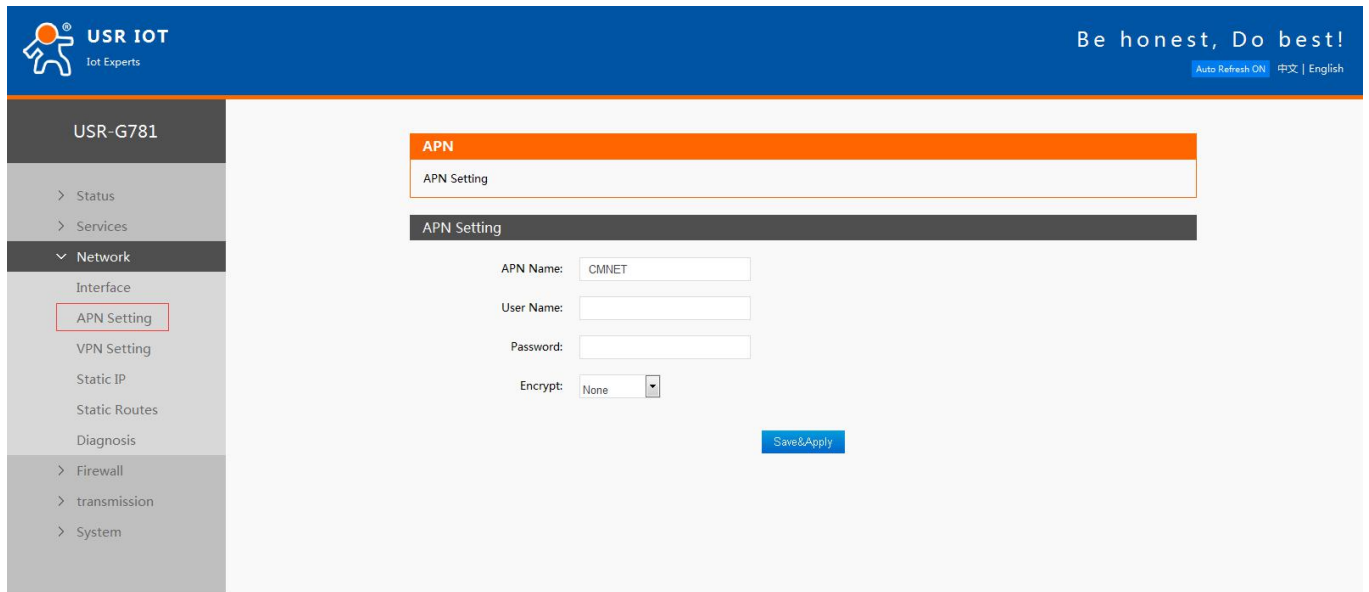 ®
USR IOT
Iot Experts
Be honest, Do best!
Auto Refresh ON 中文 | English
USR-G781
Status
Services
Network
Interface
APN Setting
VPN Setting
Static IP
Static Routes
Diagnosis
Firewall
transmission
System
APN
APN Setting
APN Setting
APN Name: CMNET
User Name:
Password:
Encrypt: None
Save&Apply